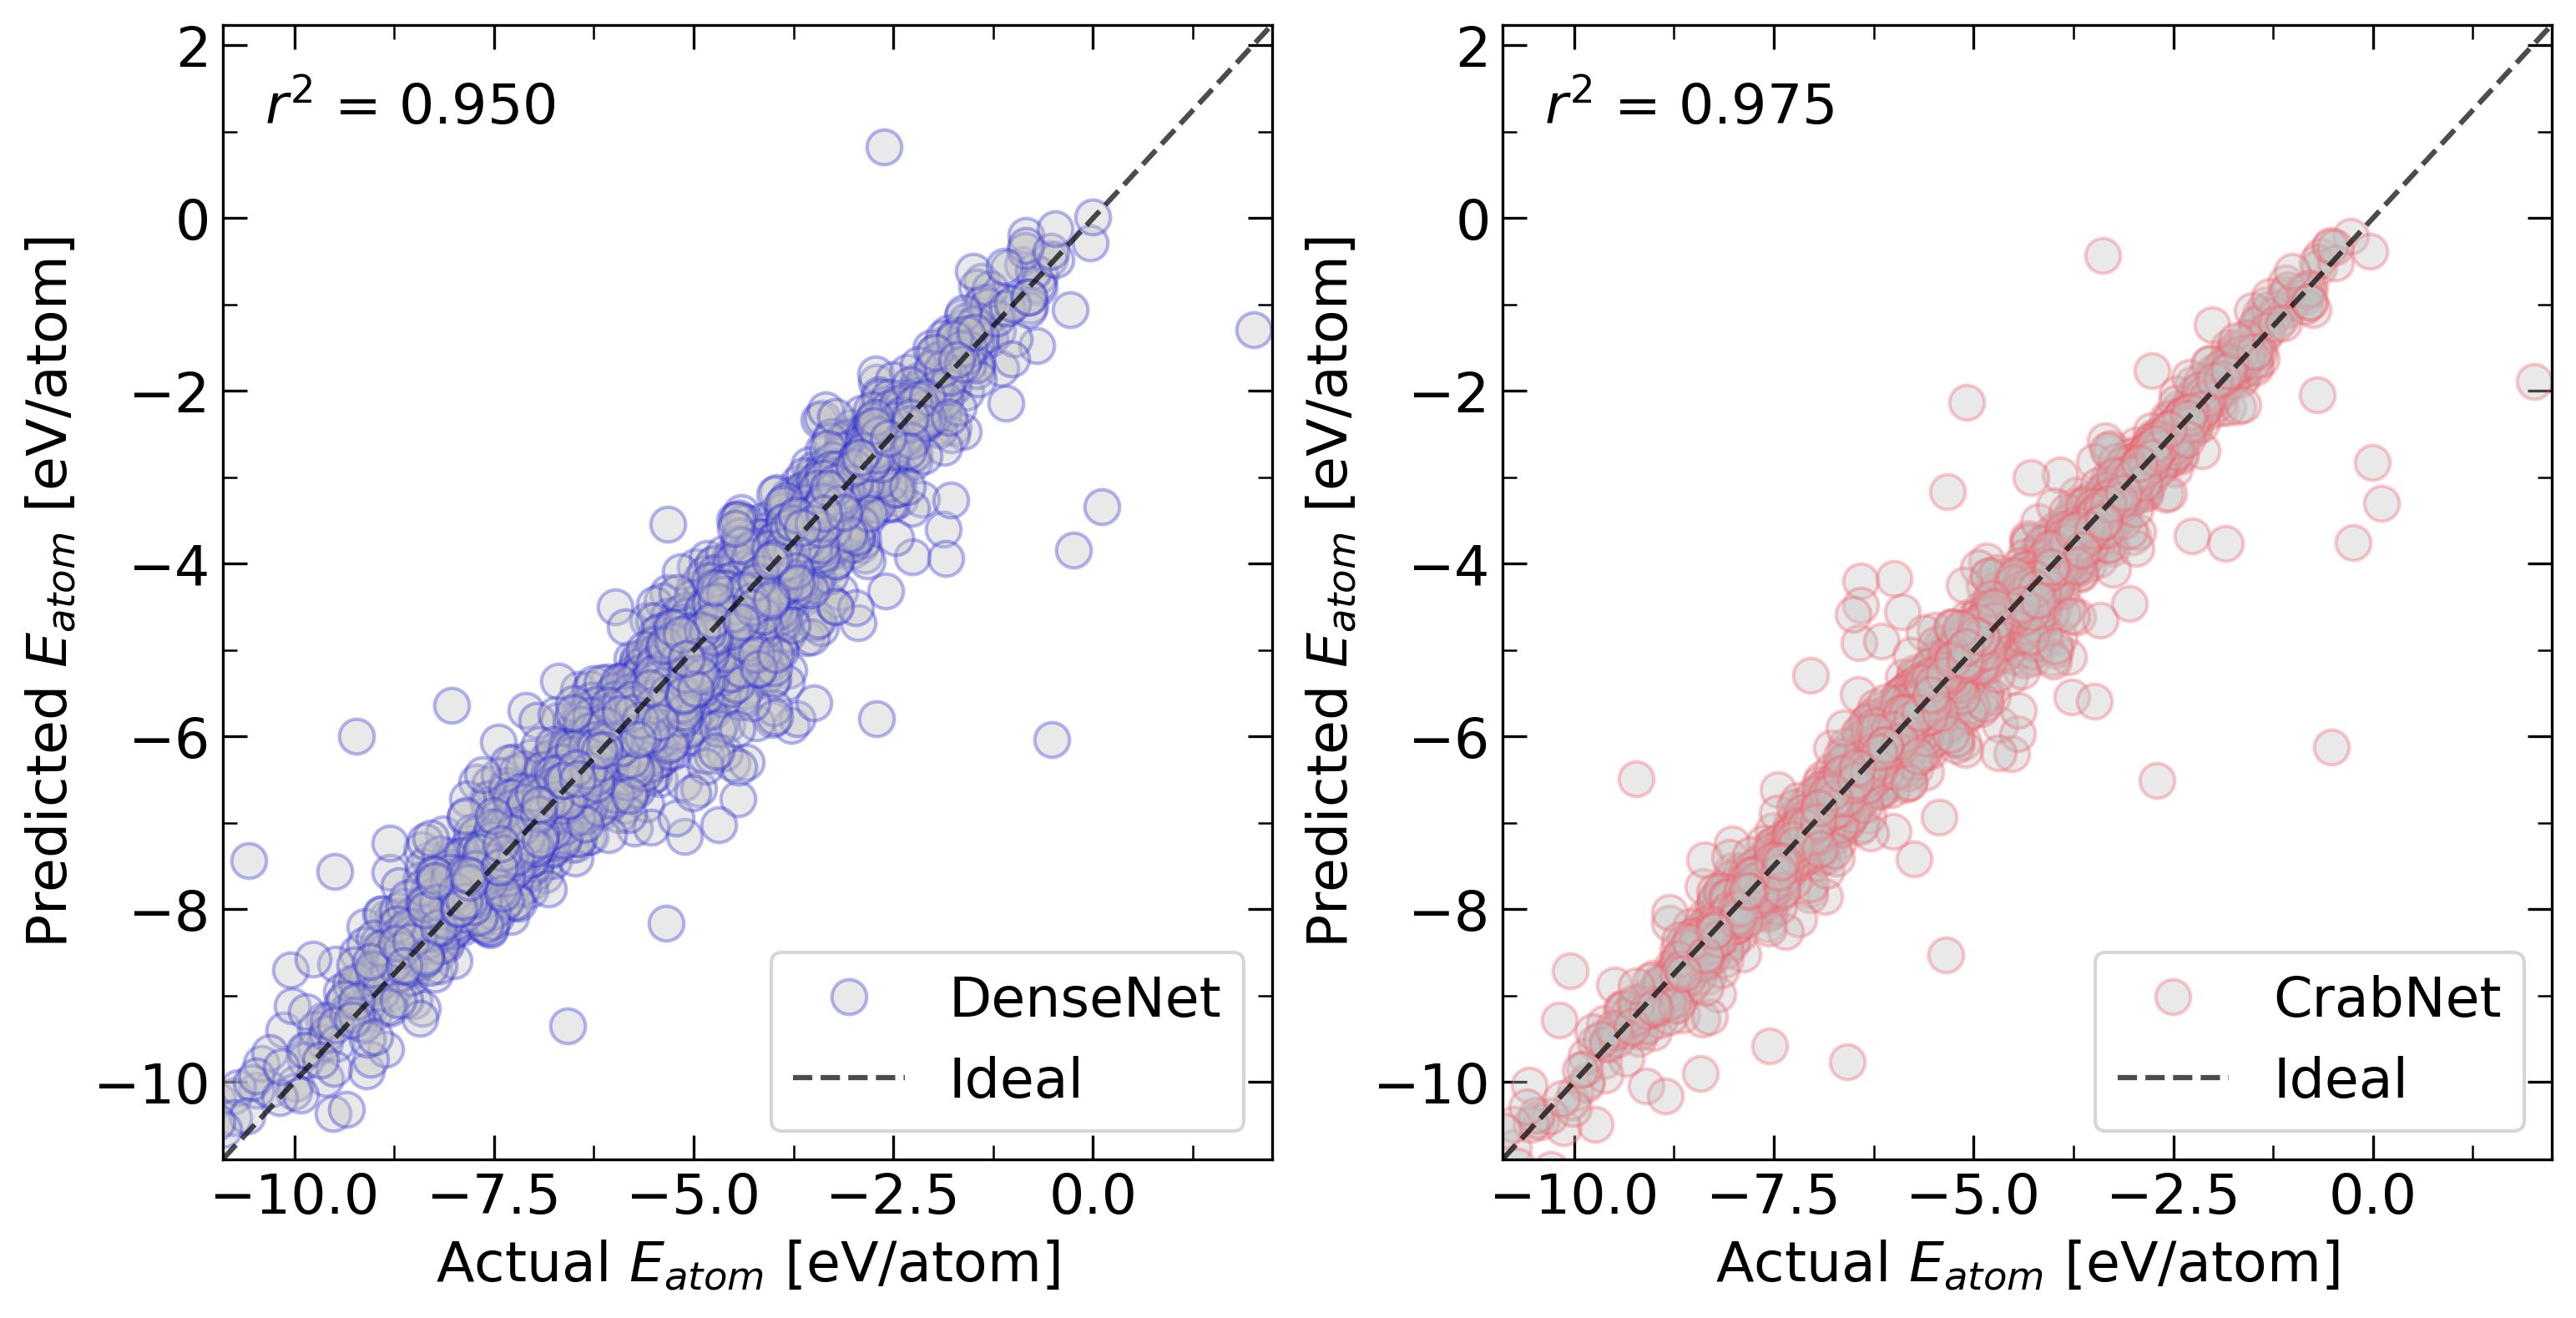 r² = 0.950
Predicted E_atom [eV/atom]
2
0
−2
−4
−6
−8
−10
DenseNet
Ideal
−10.0 −7.5 −5.0 −2.5 0.0
Actual E_atom [eV/atom]
r² = 0.975
Predicted E_atom [eV/atom]
2
0
−2
−4
−6
−8
−10
CrabNet
Ideal
−10.0 −7.5 −5.0 −2.5 0.0
Actual E_atom [eV/atom]